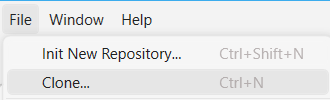 File Window Help
Init New Repository... Ctrl+Shift+N
Clone... Ctrl+N